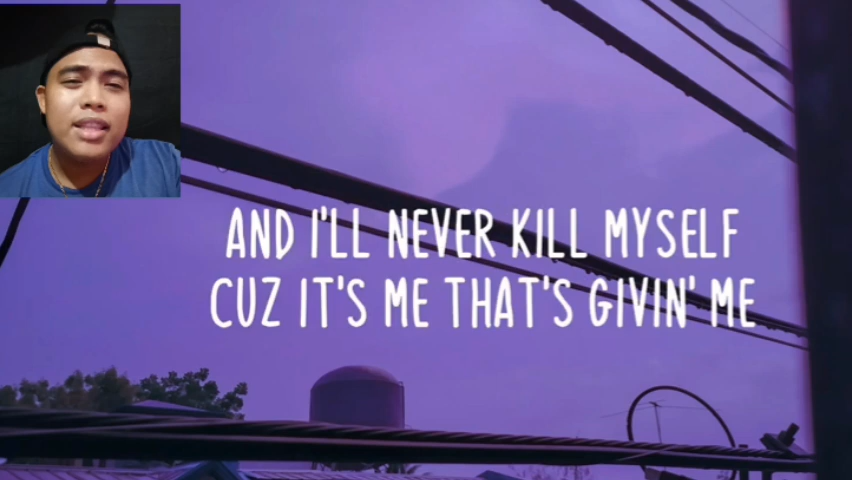 AND I'LL NEVER KILL MYSELF
CUZ IT'S ME THAT'S GIVIN' ME